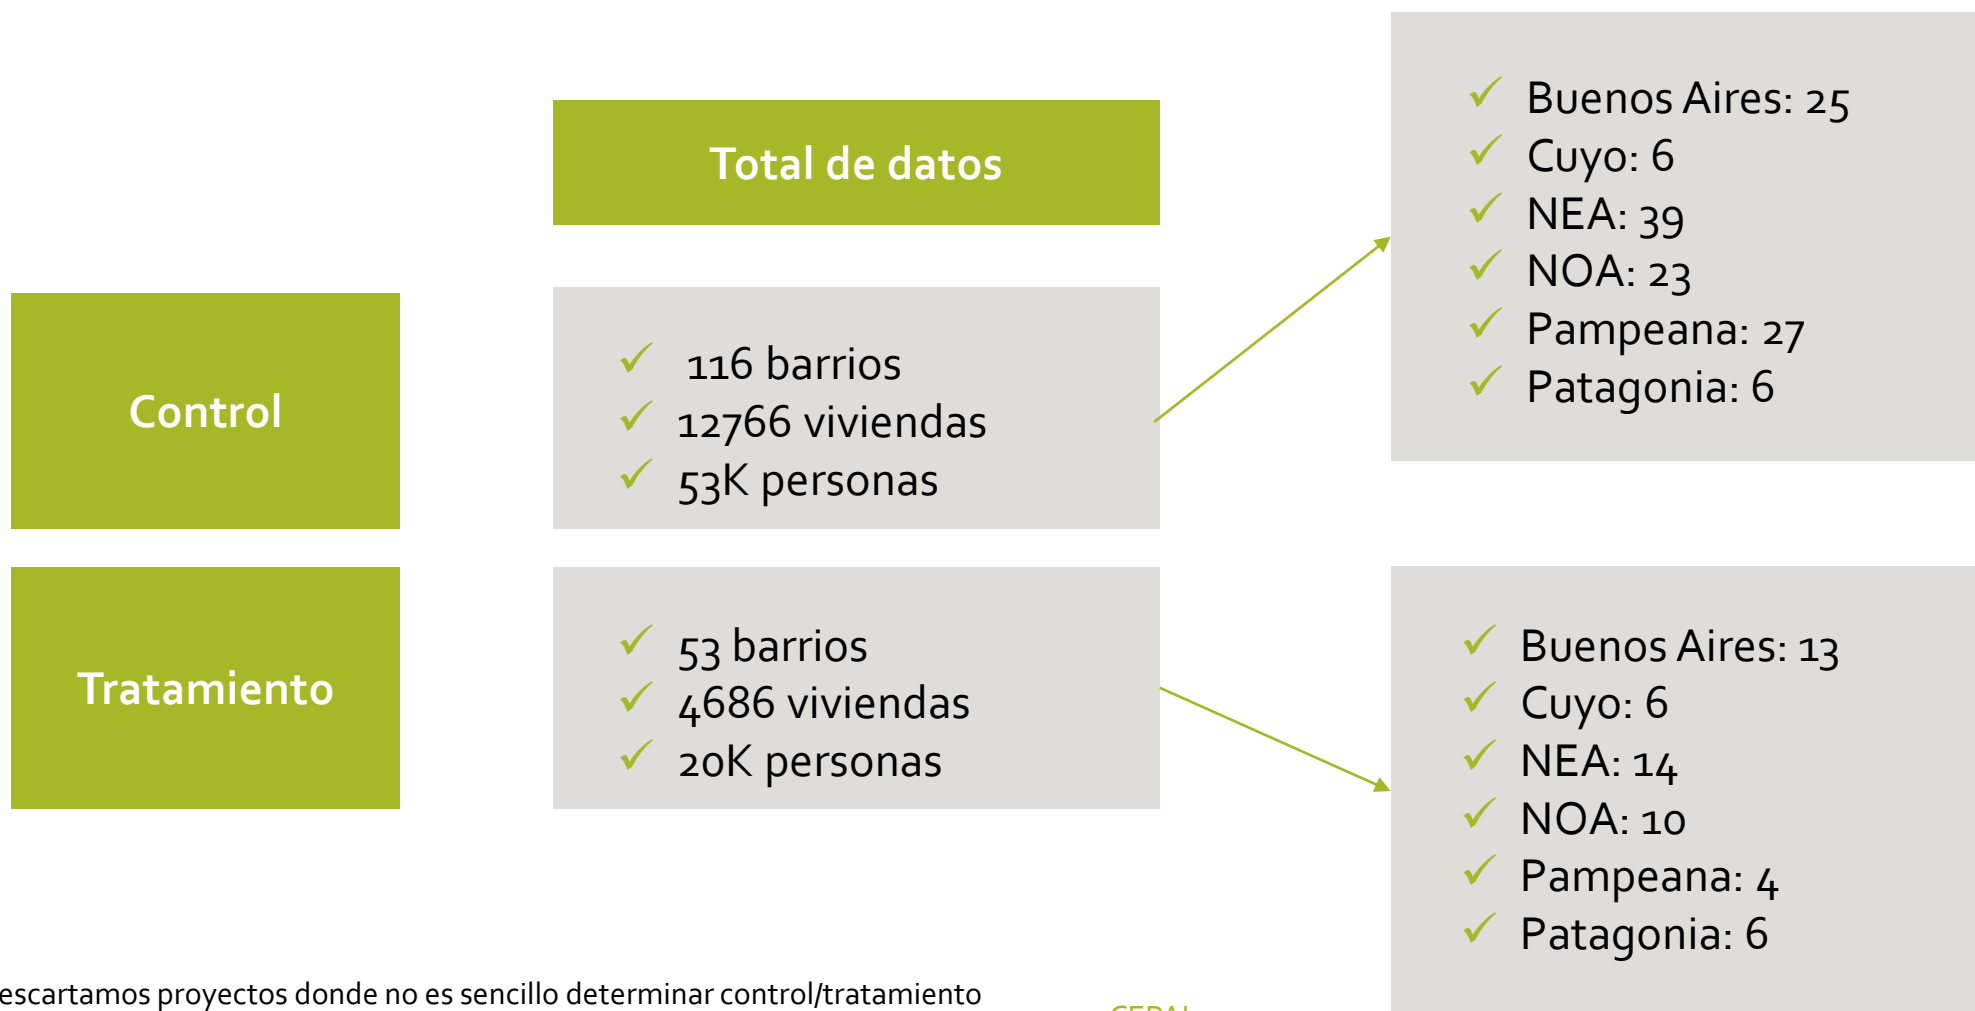 Total de datos
Control
✓ 116 barrios
✓ 12766 viviendas
✓ 53K personas
✓ Buenos Aires: 25
✓ Cuyo: 6
✓ NEA: 39
✓ NOA: 23
✓ Pampeana: 27
✓ Patagonia: 6
Tratamiento
✓ 53 barrios
✓ 4686 viviendas
✓ 20K personas
✓ Buenos Aires: 13
✓ Cuyo: 6
✓ NEA: 14
✓ NOA: 10
✓ Pampeana: 4
✓ Patagonia: 6
escartamos proyectos donde no es sencillo determinar control/tratamiento